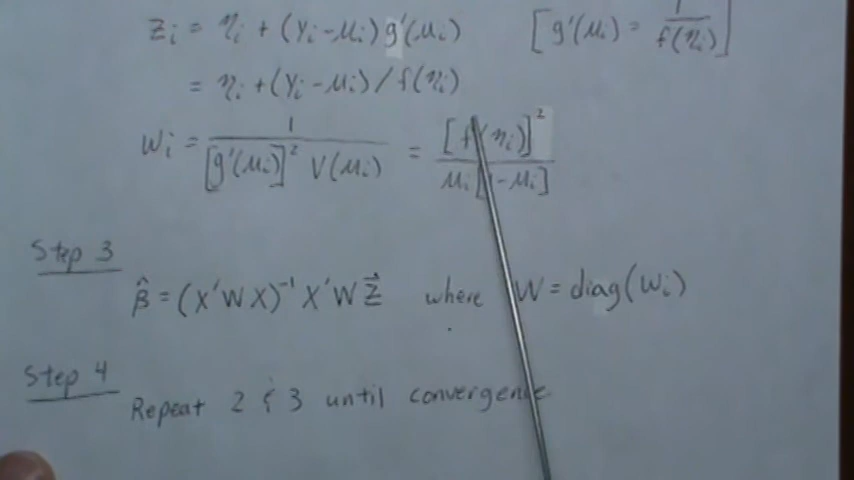 zᵢ = ηᵢ + (Yᵢ-μᵢ) g'(μᵢ) [g'(μᵢ) = 1/f(ηᵢ)]
= ηᵢ + (Yᵢ-μᵢ) / f(ηᵢ)
wᵢ = 1/([g'(μᵢ)]² V(μᵢ)) = [f(ηᵢ)]²/(μᵢ[1-μᵢ])
Step 3
β̂ = (X'WX)⁻¹ X'W z⃗ where W = diag(wᵢ)
Step 4
Repeat 2 & 3 until convergence